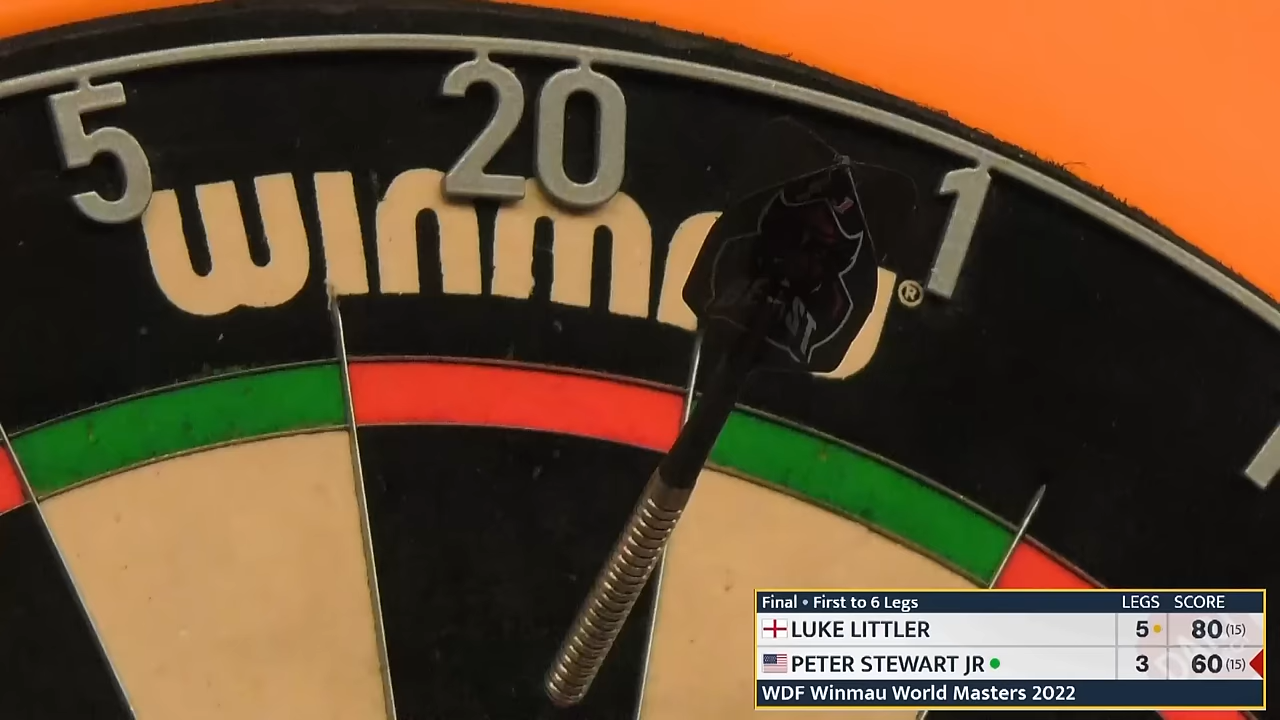 5 20 1
winmau®
Final • First to 6 Legs LEGS SCORE
LUKE LITTLER 5 80 (15)
PETER STEWART JR 3 60 (15)
WDF Winmau World Masters 2022